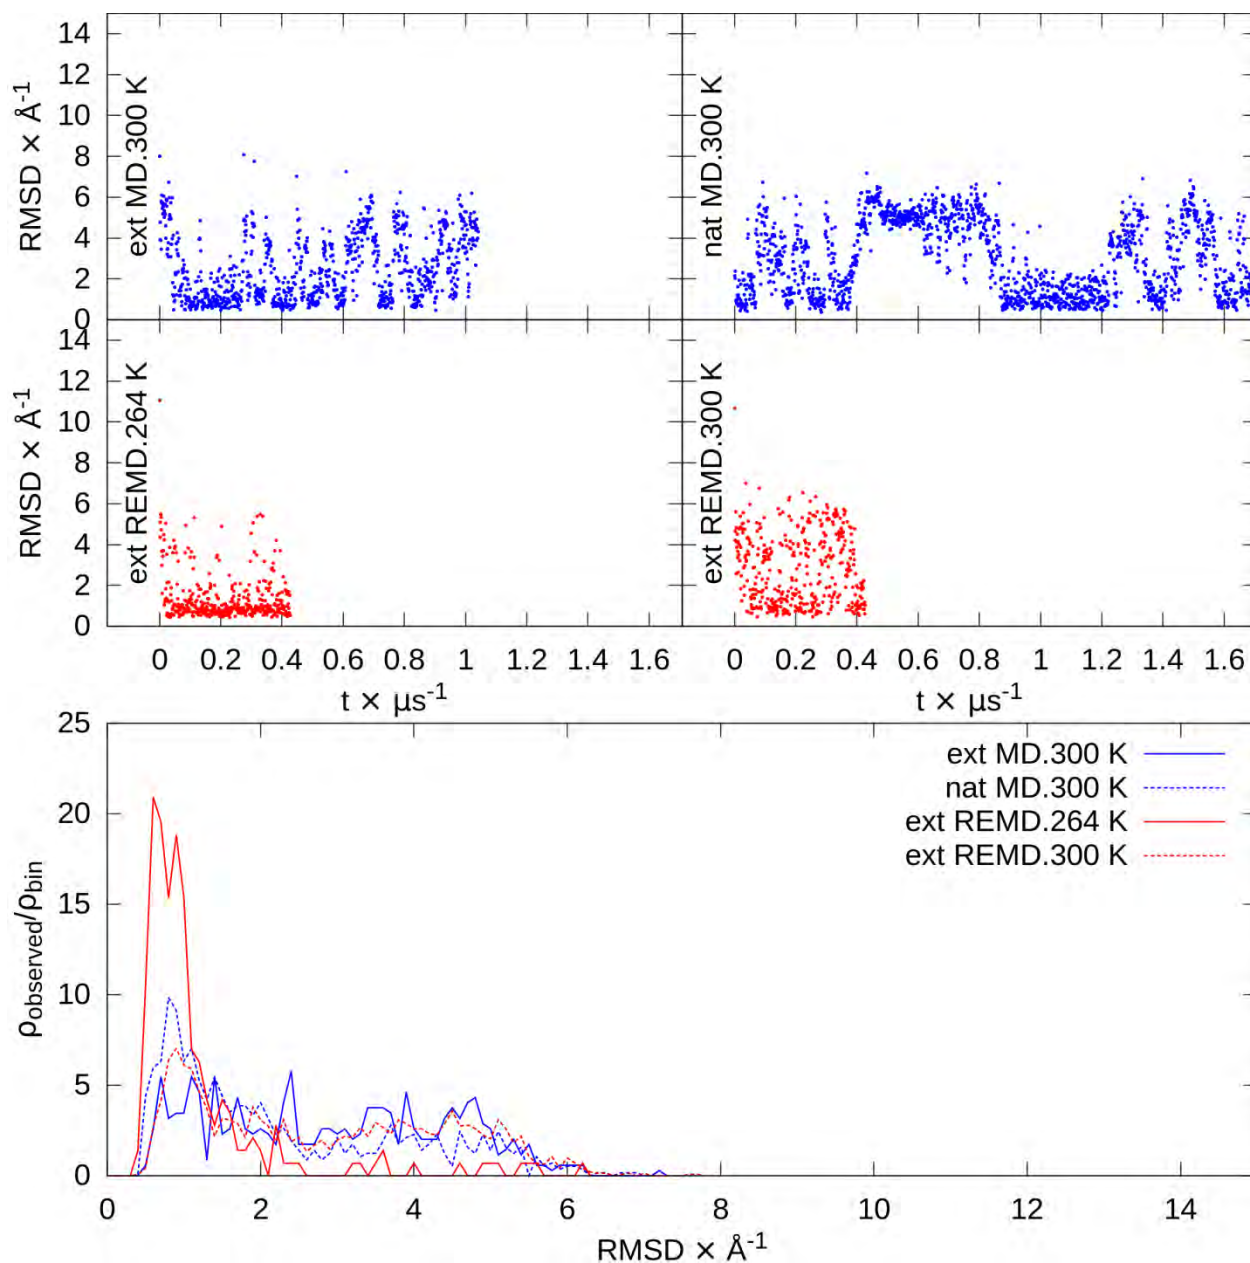 14
12
10
8
6
4
2
0
RMSD × Å-1
ext MD.300 K
nat MD.300 K
14
12
10
8
6
4
2
0
RMSD × Å-1
ext REMD.264 K
ext REMD.300 K
0 0.2 0.4 0.6 0.8 1 1.2 1.4 1.6
0 0.2 0.4 0.6 0.8 1 1.2 1.4 1.6
t × μs-1
t × μs-1
25
20
15
10
5
0
ρobserved/ρbin
ext MD.300 K
nat MD.300 K
ext REMD.264 K
ext REMD.300 K
0 2 4 6 8 10 12 14
RMSD × Å-1